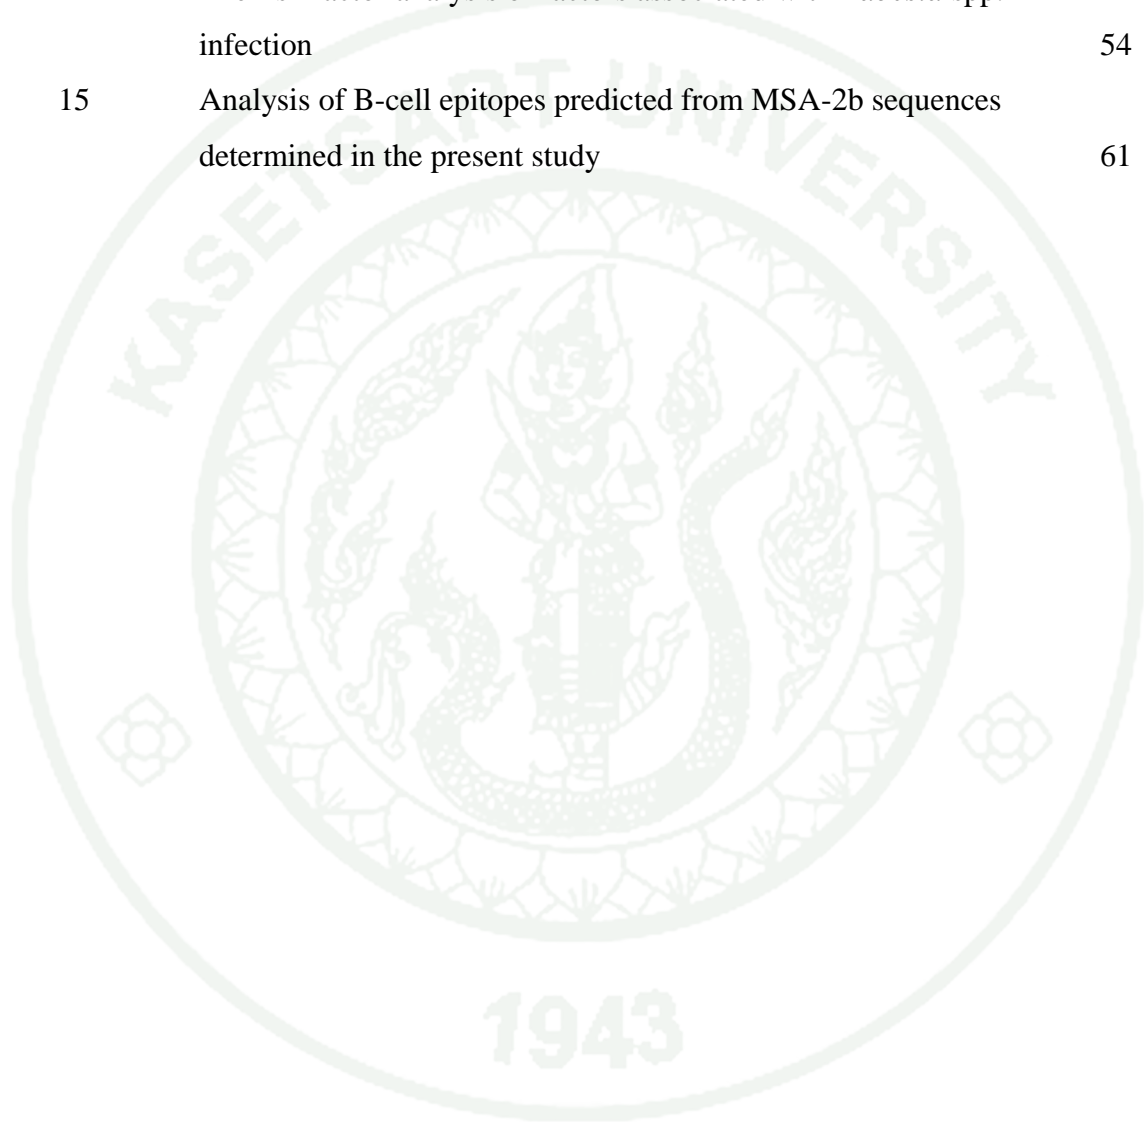 infection 54
15 Analysis of B-cell epitopes predicted from MSA-2b sequences
determined in the present study 61
KASETSART UNIVERSITY
1943